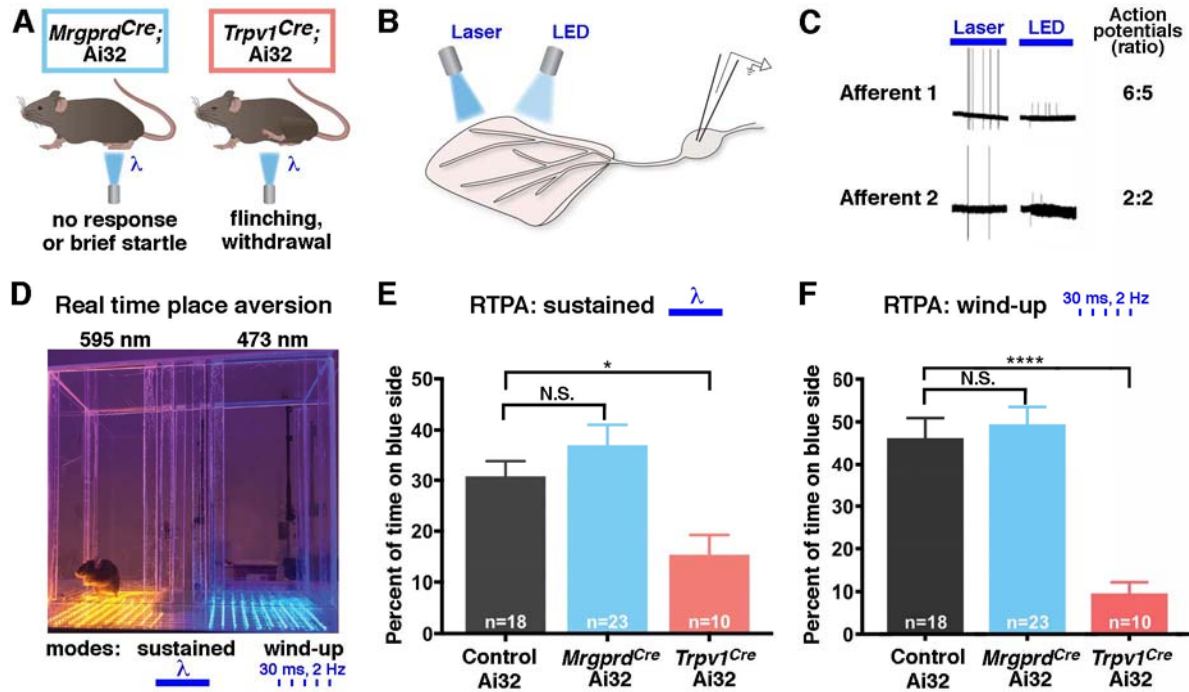 A
MrgprdCre;
Ai32
Trpv1Cre;
Ai32
λ
λ
no response
or brief startle
flinching,
withdrawal
B
Laser
LED
C
Laser
LED
Action
potentials
(ratio)
Afferent 1
6:5
Afferent 2
2:2
D
Real time place aversion
595 nm
473 nm
modes:
sustained
λ
wind-up
30 ms, 2 Hz
E
RTPA: sustained
λ
Percent of time on blue side
50
40
30
20
10
0
*
N.S.
n=18
n=23
n=10
Control
Ai32
MrgprdCre
Ai32
Trpv1Cre
Ai32
F
RTPA: wind-up
30 ms, 2 Hz
Percent of time on blue side
60
50
40
30
20
10
0
****
N.S.
n=18
n=23
n=10
Control
Ai32
MrgprdCre
Ai32
Trpv1Cre
Ai32